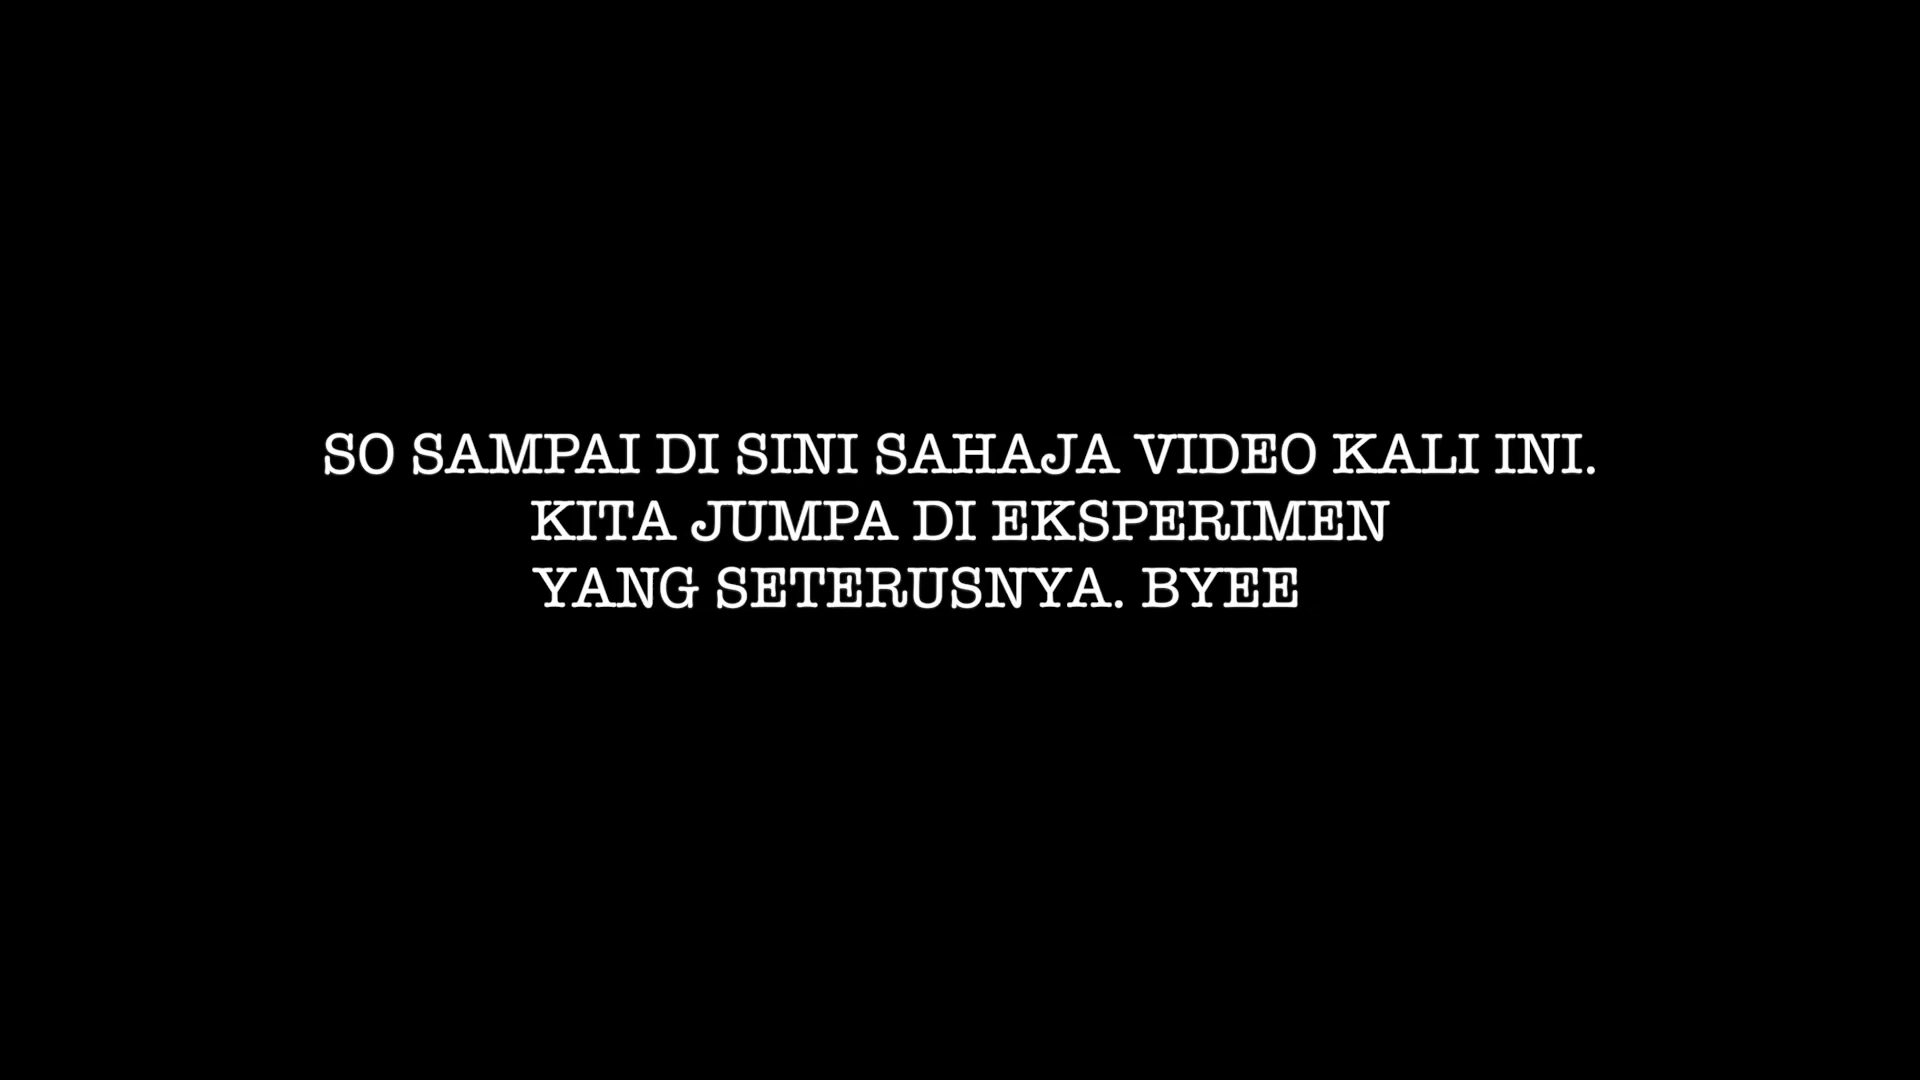 SO SAMPAI DI SINI SAHAJA VIDEO KALI INI.
KITA JUMPA DI EKSPERIMEN
YANG SETERUSNYA. BYEE